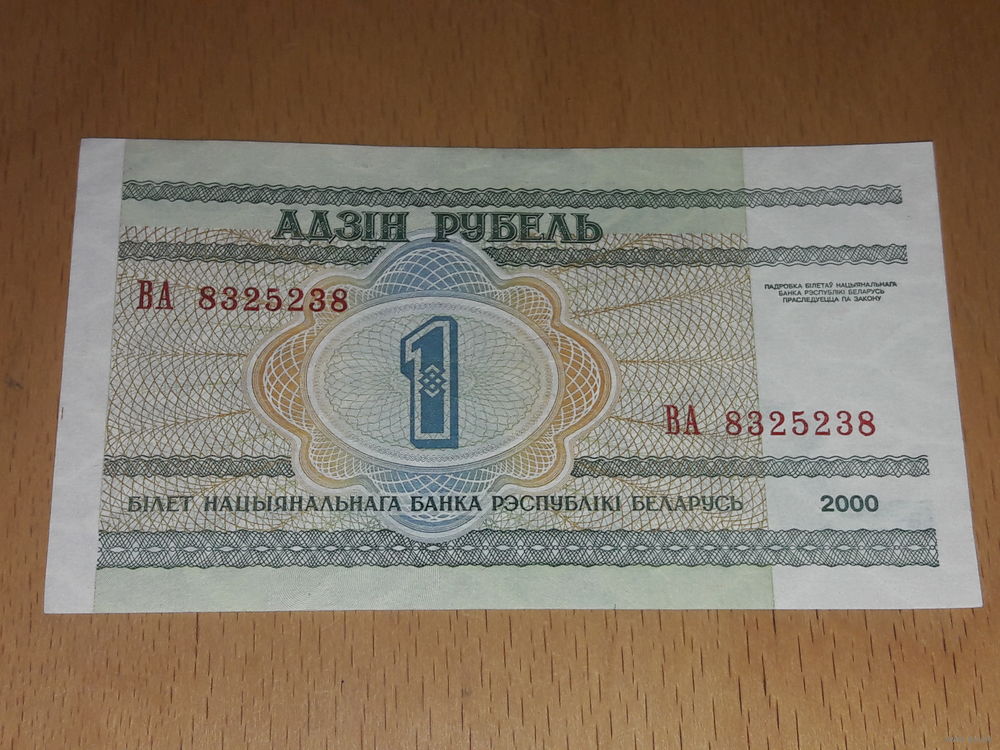 АДЗІН РУБЕЛЬ
ВА 8325238
ПАДРОБКА БІЛЕТАЎ НАЦЫЯНАЛЬНАГА
БАНКА РЭСПУБЛІКІ БЕЛАРУСЬ
ПРАСЛЕДУЕЦЦА ПА ЗАКОНУ
1
ВА 8325238
БІЛЕТ НАЦЫЯНАЛЬНАГА БАНКА РЭСПУБЛІКІ БЕЛАРУСЬ 2000